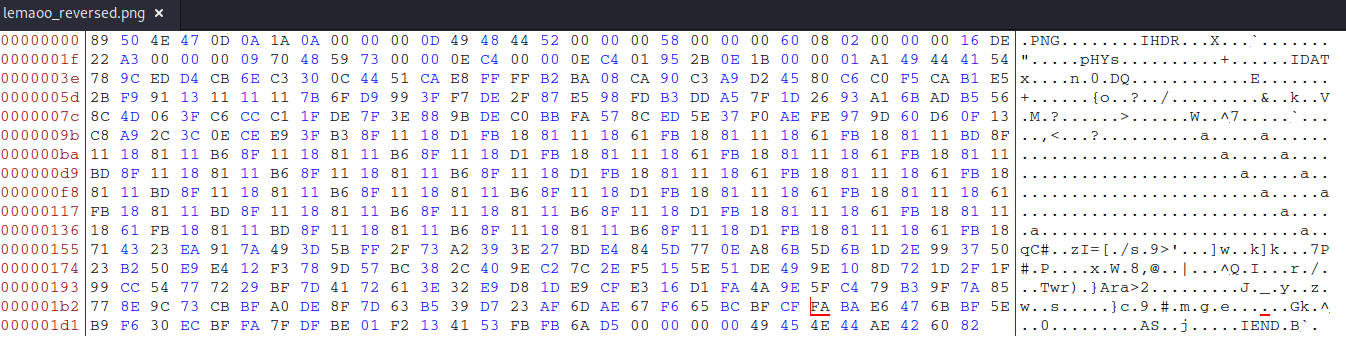 lemaoo_reversed.png ×
00000000 89 50 4E 47 0D 0A 1A 0A 00 00 00 0D 49 48 44 52 00 00 00 58 00 00 00 60 08 02 00 00 00 16 DE .PNG........IHDR...X...`.......
0000001f 22 A3 00 00 00 09 70 48 59 73 00 00 0E C4 00 00 0E C4 01 95 2B 0E 1B 00 00 01 A1 49 44 41 54 ".....pHYs..........+......IDAT
0000003e 78 9C ED D4 CB 6E C3 30 0C 44 51 CA E8 FF FF B2 BA 08 CA 90 C3 A9 D2 45 80 C6 C0 F5 CA B1 E5 x....n.0.DQ...........E........
0000005d 2B F9 91 13 11 11 11 7B 6F D9 99 3F F7 DE 2F 87 E5 98 FD B3 DD A5 7F 1D 26 93 A1 6B AD B5 56 +......{o..?../.........&..k..V
0000007c 8C 4D 06 3F C6 CC C1 1F DE 7F 3E 88 9B DE C0 BB FA 57 8C ED 5E 37 F0 AE FE 97 9D 60 D6 0F 13 .M.?......>......W..^7.....`...
0000009b C8 A9 2C 3C 0E CE E9 3F B3 8F 11 18 D1 FB 18 81 11 18 61 FB 18 81 11 18 61 FB 18 81 11 BD 8F ..,<...?..........a.....a......
000000ba 11 18 81 11 B6 8F 11 18 81 11 B6 8F 11 18 D1 FB 18 81 11 18 61 FB 18 81 11 18 61 FB 18 81 11 ....................a.....a....
000000d9 BD 8F 11 18 81 11 B6 8F 11 18 81 11 B6 8F 11 18 D1 FB 18 81 11 18 61 FB 18 81 11 18 61 FB 18 ......................a.....a..
000000f8 81 11 BD 8F 11 18 81 11 B6 8F 11 18 81 11 B6 8F 11 18 D1 FB 18 81 11 18 61 FB 18 81 11 18 61 ........................a.....a
00000117 FB 18 81 11 BD 8F 11 18 81 11 B6 8F 11 18 81 11 B6 8F 11 18 D1 FB 18 81 11 18 61 FB 18 81 11 ..........................a....
00000136 18 61 FB 18 81 11 BD 8F 11 18 81 11 B6 8F 11 18 81 11 B6 8F 11 18 D1 FB 18 81 11 18 61 FB 18 .a..........................a..
00000155 71 43 23 EA 91 7A 49 3D 5B FF 2F 73 A2 39 3E 27 BD E4 84 5D 77 0E A8 6B 5D 6B 1D 2E 99 37 50 qC#..zI=[./s.9>'...]w..k]k...7P
00000174 23 B2 50 E9 E4 12 F3 78 9D 57 BC 38 2C 40 9E C2 7C 2E F5 15 5E 51 DE 49 9E 10 8D 72 1D 2F 1F #.P....x.W.8,@..|...^Q.I...r./.
00000193 99 CC 54 77 72 29 BF 7D 41 72 61 3E 32 E9 D8 1D E9 CF E3 16 D1 FA 4A 9E 5F C4 79 B3 9F 7A 85 ..Twr).}Ara>2.........J._.y..z.
000001b2 77 8E 9C 73 CB BF A0 DE 8F 7D 63 B5 39 D7 23 AF 6D AE 67 F6 65 BC BF CF FA BA E6 47 6B BF 5E w..s.....}c.9.#.m.g.e......Gk.^
000001d1 B9 F6 30 EC BF FA 7F DF BE 01 F2 13 41 53 FB FB 6A D5 00 00 00 00 49 45 4E 44 AE 42 60 82 ..0.........AS..j.....IEND.B`.